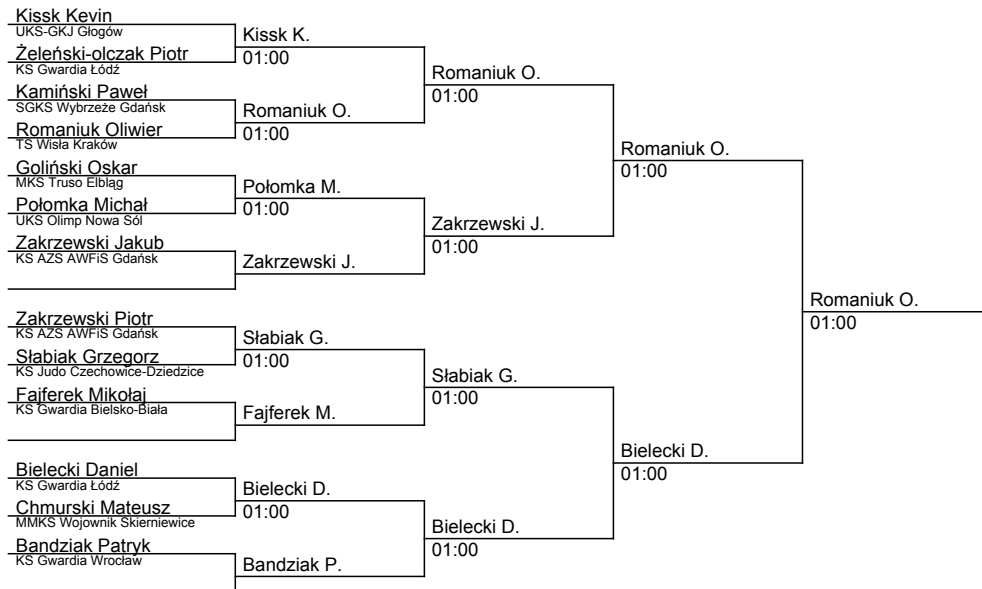 Kissk Kevin
UKS-GKJ Głogów
Żeleński-olczak Piotr
KS Gwardia Łódź
Kamiński Paweł
SGKS Wybrzeże Gdańsk
Romaniuk Oliwier
TS Wisła Kraków
Goliński Oskar
MKS Truso Elbląg
Połomka Michał
UKS Olimp Nowa Sól
Zakrzewski Jakub
KS AZS AWFiS Gdańsk
Zakrzewski Piotr
KS AZS AWFiS Gdańsk
Słabiak Grzegorz
KS Judo Czechowice-Dziedzice
Fajferek Mikołaj
KS Gwardia Bielsko-Biała
Bielecki Daniel
KS Gwardia Łódź
Chmurski Mateusz
MMKS Wojownik Skierniewice
Bandziak Patryk
KS Gwardia Wrocław
Kissk K.
01:00
Romaniuk O.
01:00
Połomka M.
01:00
Zakrzewski J.
Słabiak G.
01:00
Fajferek M.
Bielecki D.
01:00
Bandziak P.
Romaniuk O.
01:00
Zakrzewski J.
01:00
Słabiak G.
01:00
Bielecki D.
01:00
Romaniuk O.
01:00
Bielecki D.
01:00
Romaniuk O.
01:00